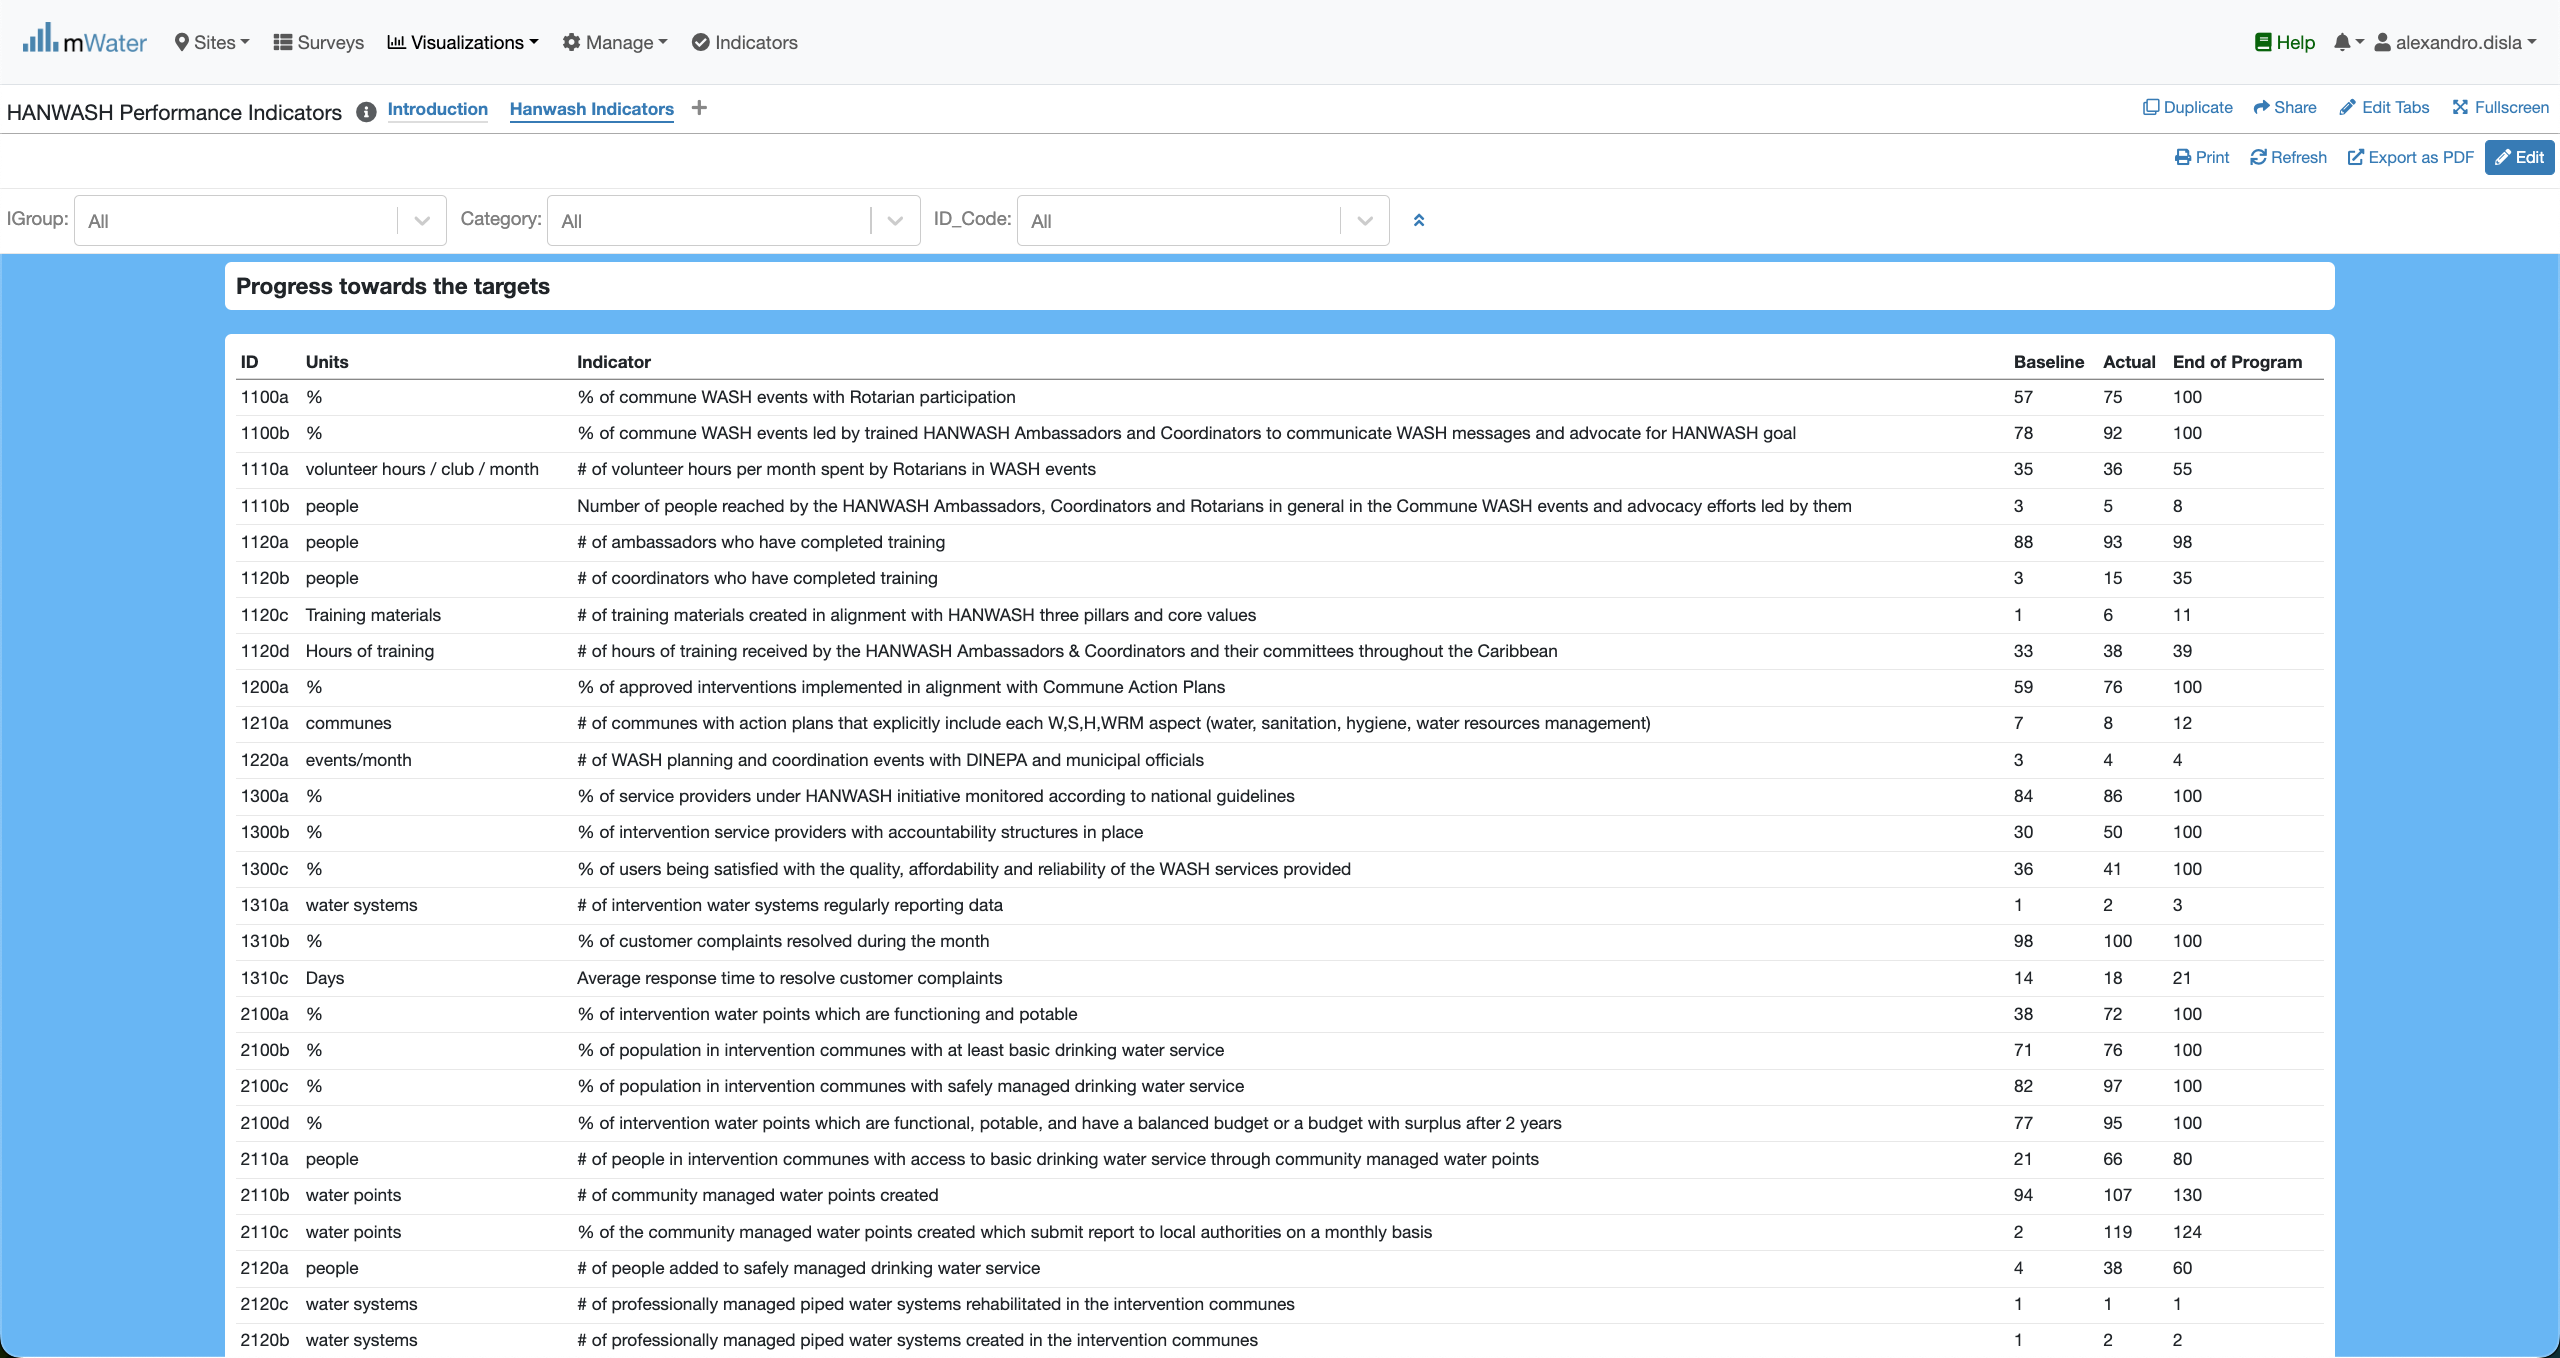 mWater Sites Surveys Visualizations Manage Indicators Help alexandro.disla
HANWASH Performance Indicators Introduction Hanwash Indicators + Duplicate Share Edit Tabs Fullscreen
Print Refresh Export as PDF Edit
IGroup: All Category: All ID_Code: All
Progress towards the targets
ID Units Indicator Baseline Actual End of Program
1100a % % of commune WASH events with Rotarian participation 57 75 100
1100b % % of commune WASH events led by trained HANWASH Ambassadors and Coordinators to communicate WASH messages and advocate for HANWASH goal 78 92 100
1110a volunteer hours / club / month # of volunteer hours per month spent by Rotarians in WASH events 35 36 55
1110b people Number of people reached by the HANWASH Ambassadors, Coordinators and Rotarians in general in the Commune WASH events and advocacy efforts led by them 3 5 8
1120a people # of ambassadors who have completed training 88 93 98
1120b people # of coordinators who have completed training 3 15 35
1120c Training materials # of training materials created in alignment with HANWASH three pillars and core values 1 6 11
1120d Hours of training # of hours of training received by the HANWASH Ambassadors & Coordinators and their committees throughout the Caribbean 33 38 39
1200a % % of approved interventions implemented in alignment with Commune Action Plans 59 76 100
1210a communes # of communes with action plans that explicitly include each W,S,H,WRM aspect (water, sanitation, hygiene, water resources management) 7 8 12
1220a events/month # of WASH planning and coordination events with DINEPA and municipal officials 3 4 4
1300a % % of service providers under HANWASH initiative monitored according to national guidelines 84 86 100
1300b % % of intervention service providers with accountability structures in place 30 50 100
1300c % % of users being satisfied with the quality, affordability and reliability of the WASH services provided 36 41 100
1310a water systems # of intervention water systems regularly reporting data 1 2 3
1310b % % of customer complaints resolved during the month 98 100 100
1310c Days Average response time to resolve customer complaints 14 18 21
2100a % % of intervention water points which are functioning and potable 38 72 100
2100b % % of population in intervention communes with at least basic drinking water service 71 76 100
2100c % % of population in intervention communes with safely managed drinking water service 82 97 100
2100d % % of intervention water points which are functional, potable, and have a balanced budget or a budget with surplus after 2 years 77 95 100
2110a people # of people in intervention communes with access to basic drinking water service through community managed water points 21 66 80
2110b water points # of community managed water points created 94 107 130
2110c water points % of the community managed water points created which submit report to local authorities on a monthly basis 2 119 124
2120a people # of people added to safely managed drinking water service 4 38 60
2120c water systems # of professionally managed piped water systems rehabilitated in the intervention communes 1 1 1
2120b water systems # of professionally managed piped water systems created in the intervention communes 1 2 2